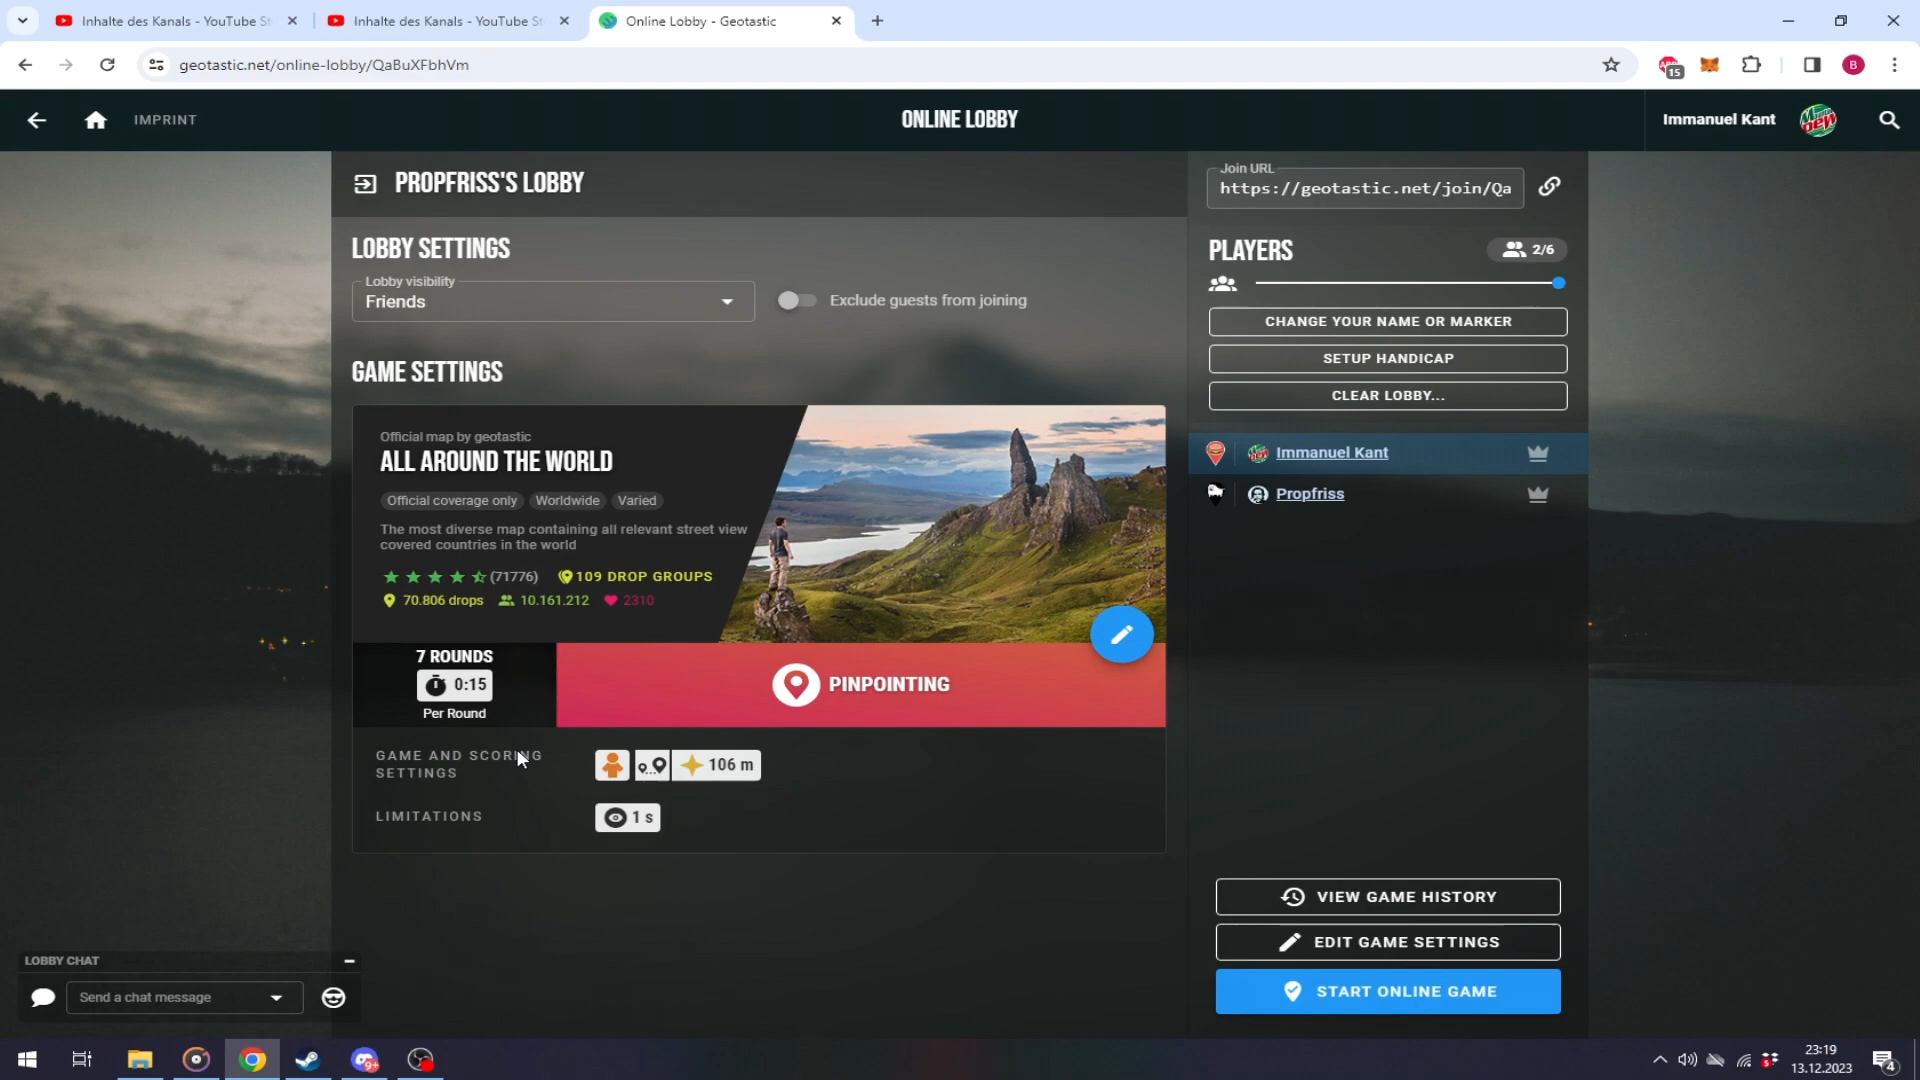 Inhalte des Kanals - YouTube St
Inhalte des Kanals - YouTube St
Online Lobby - Geotastic
geotastic.net/online-lobby/QaBuXFbhVm
15
B
IMPRINT
ONLINE LOBBY
Immanuel Kant
PROPFRISS'S LOBBY
LOBBY SETTINGS
Lobby visibility
Friends
Exclude guests from joining
GAME SETTINGS
Official map by geotastic
ALL AROUND THE WORLD
Official coverage only
Worldwide
Varied
The most diverse map containing all relevant street view
covered countries in the world
(71776)
109 DROP GROUPS
70.806 drops
10.161.212
2310
7 ROUNDS
0:15
Per Round
PINPOINTING
GAME AND SCORING
SETTINGS
106 m
LIMITATIONS
1 s
Join URL
https://geotastic.net/join/Qa
PLAYERS
2/6
CHANGE YOUR NAME OR MARKER
SETUP HANDICAP
CLEAR LOBBY...
Immanuel Kant
Propfriss
VIEW GAME HISTORY
EDIT GAME SETTINGS
START ONLINE GAME
LOBBY CHAT
Send a chat message
9+
23:19
13.12.2023
4